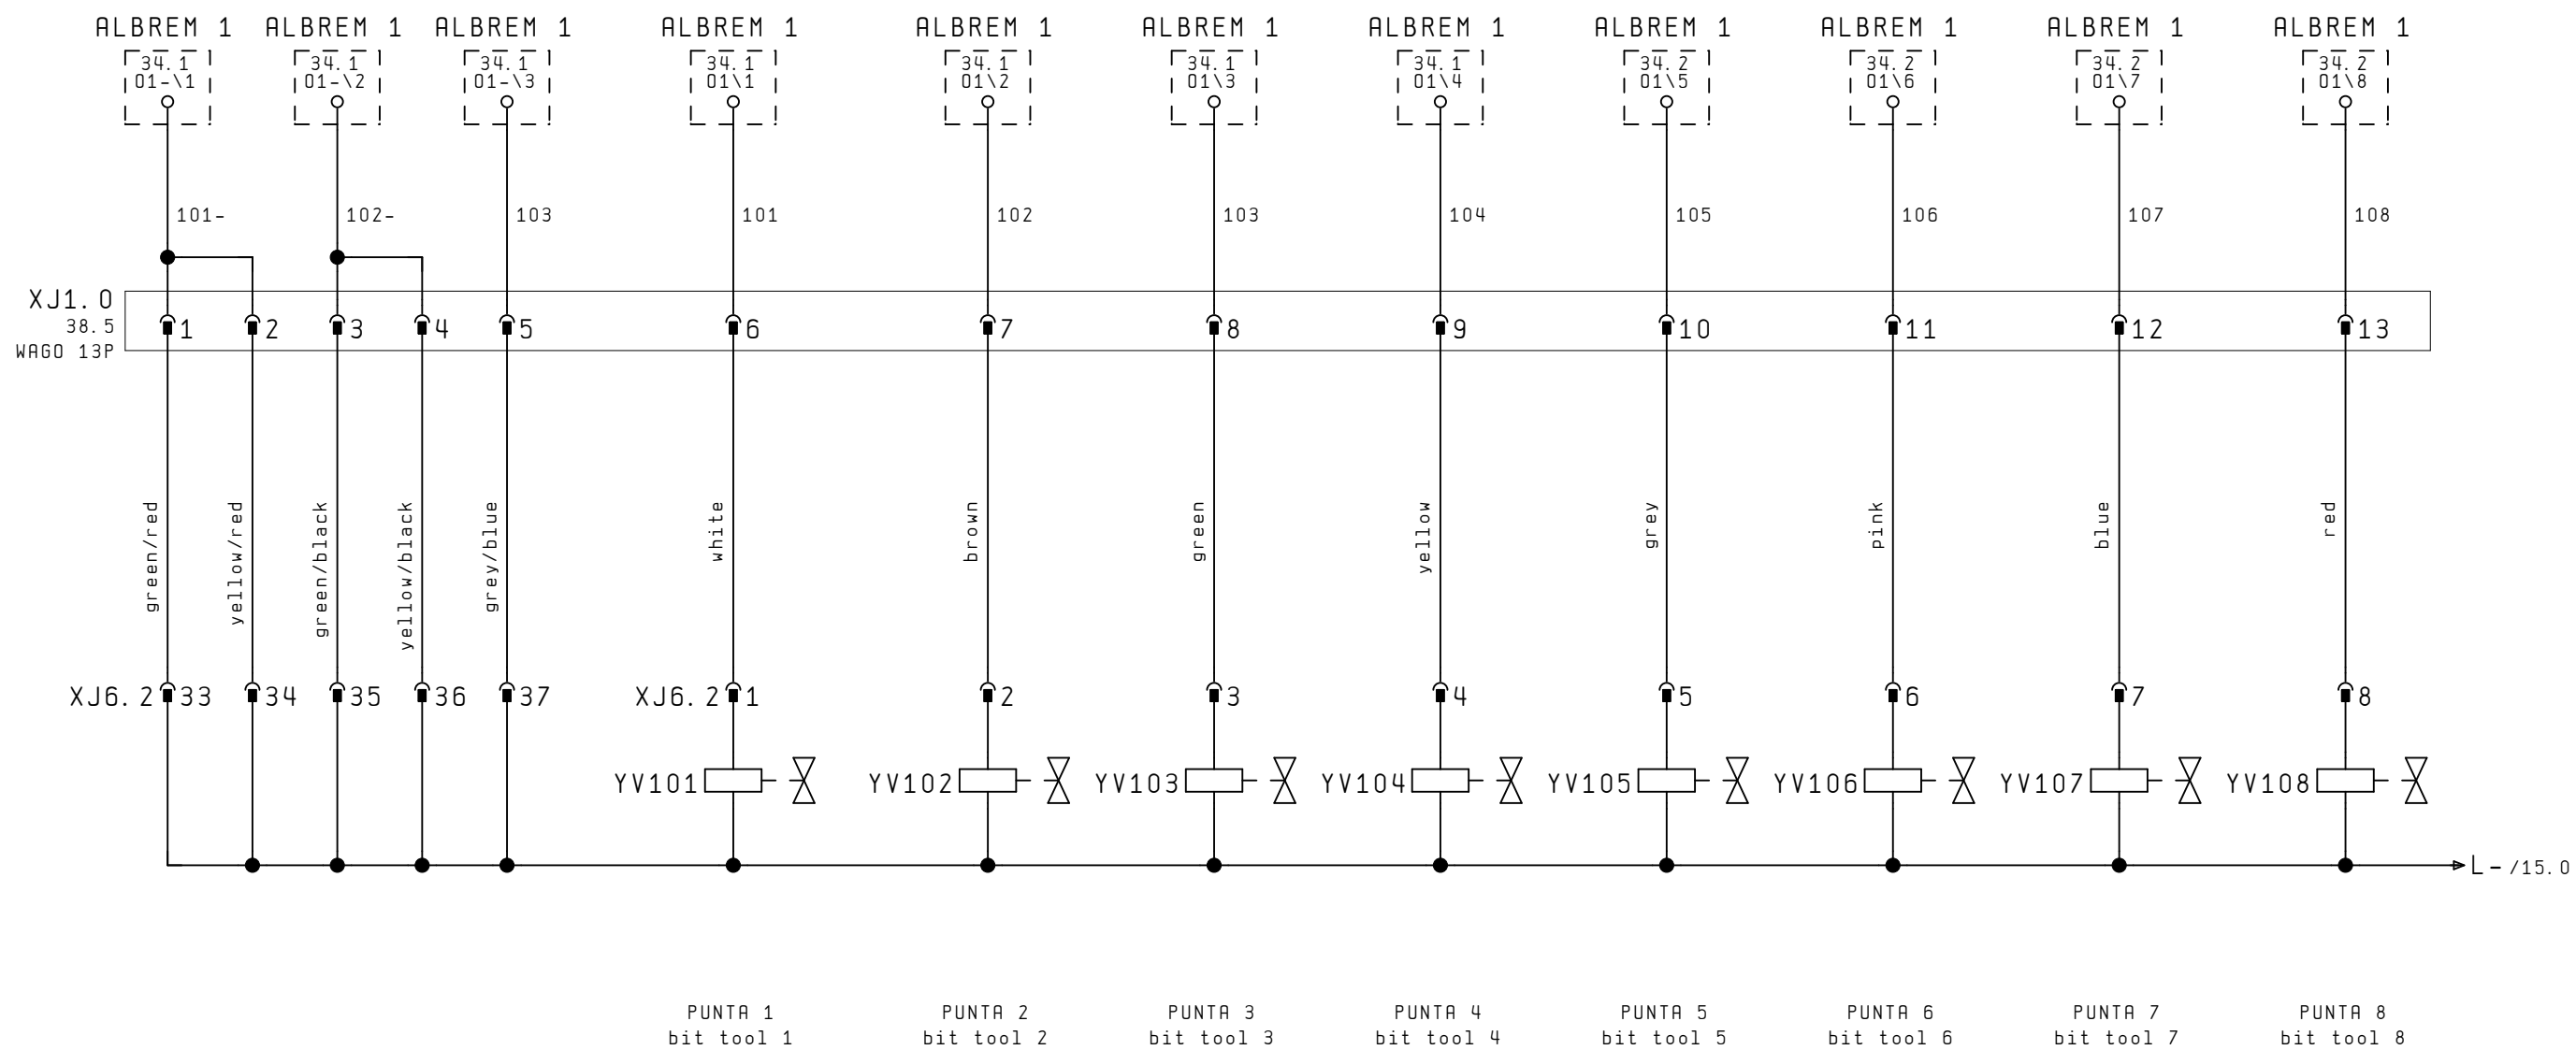 ALBREM 1 ALBREM 1 ALBREM 1 ALBREM 1 ALBREM 1 ALBREM 1 ALBREM 1 ALBREM 1 ALBREM 1 ALBREM 1 ALBREM 1
34.1 34.1 34.1 34.1 34.1 34.1 34.1 34.2 34.2 34.2 34.2
01-\1 01-\2 01-\3 01\1 01\2 01\3 01\4 01\5 01\6 01\7 01\8
101- 102- 103 101 102 103 104 105 106 107 108
XJ1.0
38.5 1 2 3 4 5 6 7 8 9 10 11 12 13
WAGO 13P
green/red yellow/red green/black yellow/black grey/blue white brown green yellow grey pink blue red
XJ6.2 33 34 35 36 37 XJ6.2 1 2 3 4 5 6 7 8
YV101 YV102 YV103 YV104 YV105 YV106 YV107 YV108
L- /15.0
PUNTA 1 PUNTA 2 PUNTA 3 PUNTA 4 PUNTA 5 PUNTA 6 PUNTA 7 PUNTA 8
bit tool 1 bit tool 2 bit tool 3 bit tool 4 bit tool 5 bit tool 6 bit tool 7 bit tool 8